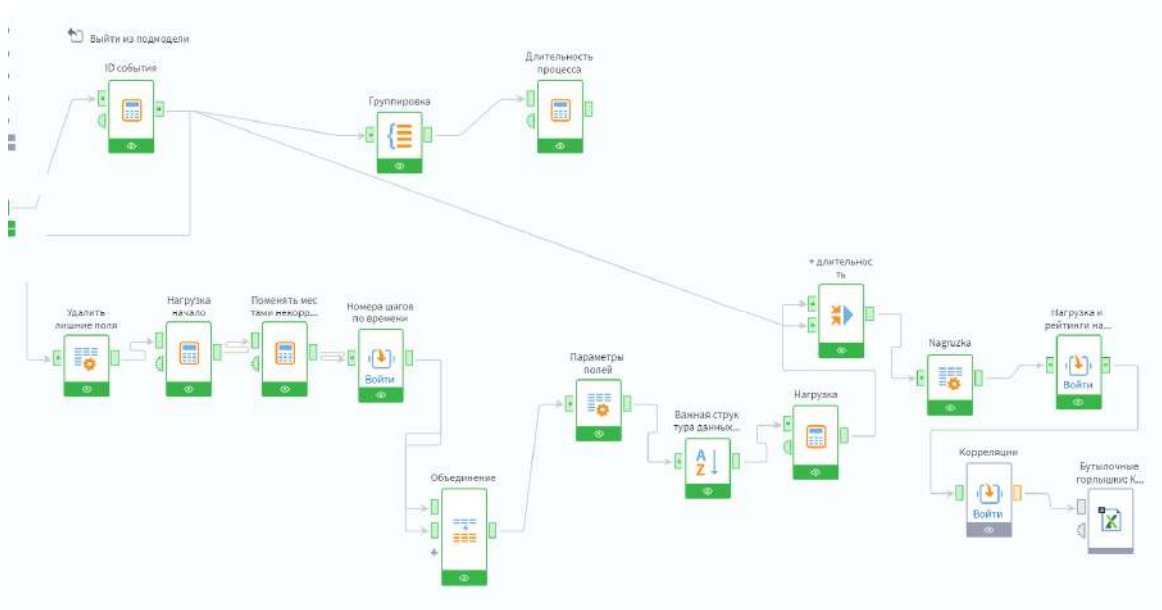 Выйти из подмодели
ID события
Длительность
процесса
Группировка
+ длительнос
ть
Удалить
лишние поля
Нагрузка
начало
Поменять мес
тами некорр...
Номера шагов
по времени
Войти
Параметры
полей
Nagruzka
Нагрузка и
рейтинги на...
Войти
Важная струк
тура данных...
A
Z
Нагрузка
Объединение
Корреляции
Войти
Бутылочные
горлышки: К...